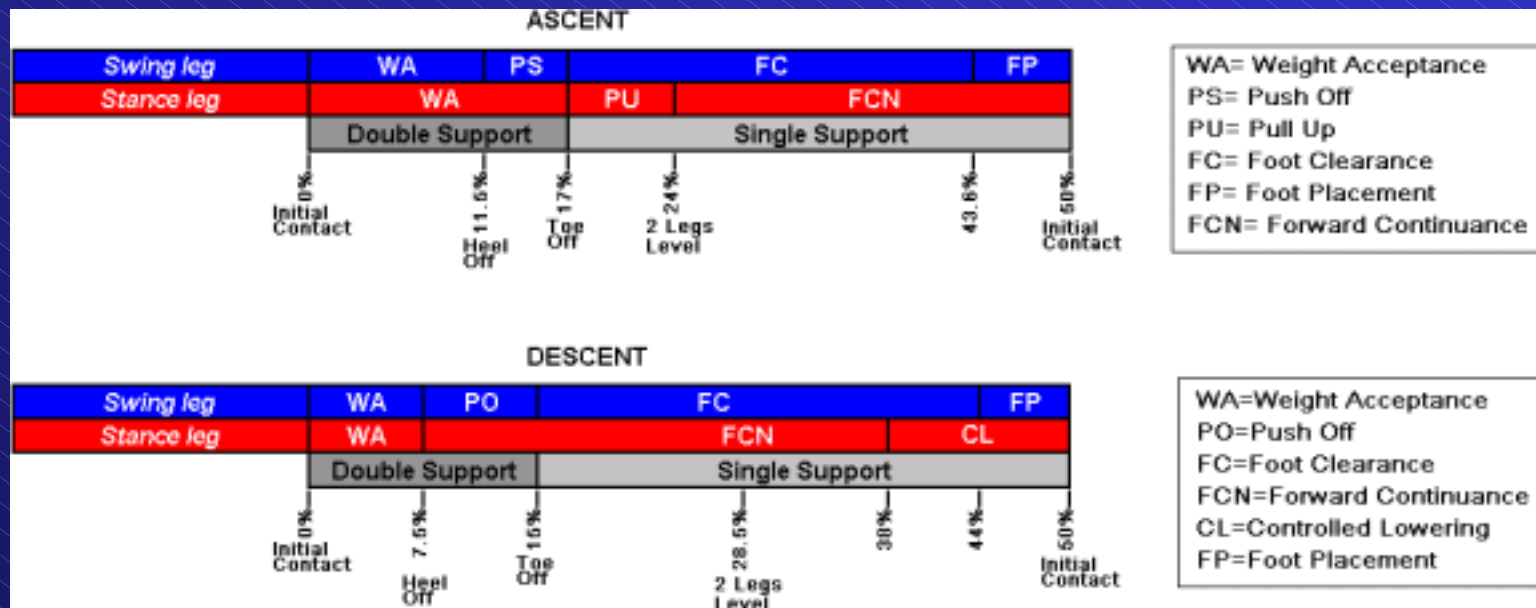 ASCENT
Swing leg WA PS FC FP
Stance leg WA PU FCN
Double Support Single Support
0% 11.5% 17% 24% 43.6% 50%
Initial Contact
Heel Off
Toe Off
2 Legs Level
Initial Contact
WA= Weight Acceptance
PS= Push Off
PU= Pull Up
FC= Foot Clearance
FP= Foot Placement
FCN= Forward Continuance
DESCENT
Swing leg WA PO FC FP
Stance leg WA FCN CL
Double Support Single Support
0% 7.5% 15% 28.5% 38% 44% 50%
Initial Contact
Heel Off
Toe Off
2 Legs Level
Initial Contact
WA=Weight Acceptance
PO=Push Off
FC=Foot Clearance
FCN=Forward Continuance
CL=Controlled Lowering
FP=Foot Placement